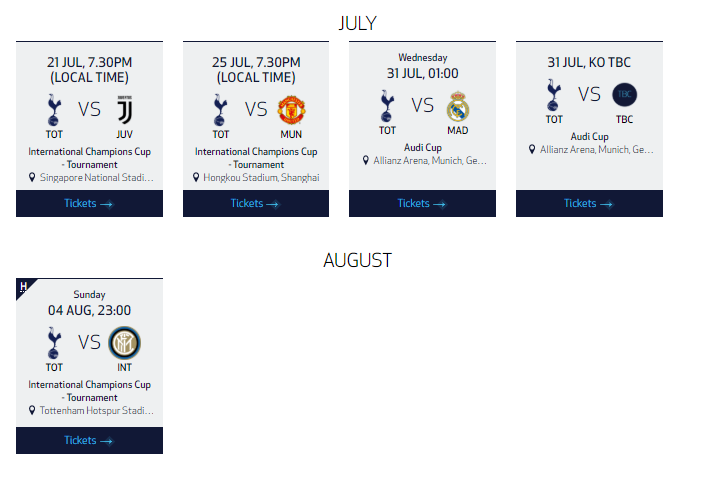 JULY
21 JUL, 7.30PM
(LOCAL TIME)
VS
TOT
JUV
International Champions Cup
- Tournament
Singapore National Stadi...
Tickets →
25 JUL, 7.30PM
(LOCAL TIME)
VS
TOT
MUN
International Champions Cup
- Tournament
Hongkou Stadium, Shanghai
Tickets →
Wednesday
31 JUL, 01:00
VS
TOT
MAD
Audi Cup
Allianz Arena, Munich, Ge...
Tickets →
31 JUL, KO TBC
VS
TBC
TOT
TBC
Audi Cup
Allianz Arena, Munich, Ge...
Tickets →
AUGUST
H
Sunday
04 AUG, 23:00
VS
TOT
INT
International Champions Cup
- Tournament
Tottenham Hotspur Stadi...
Tickets →